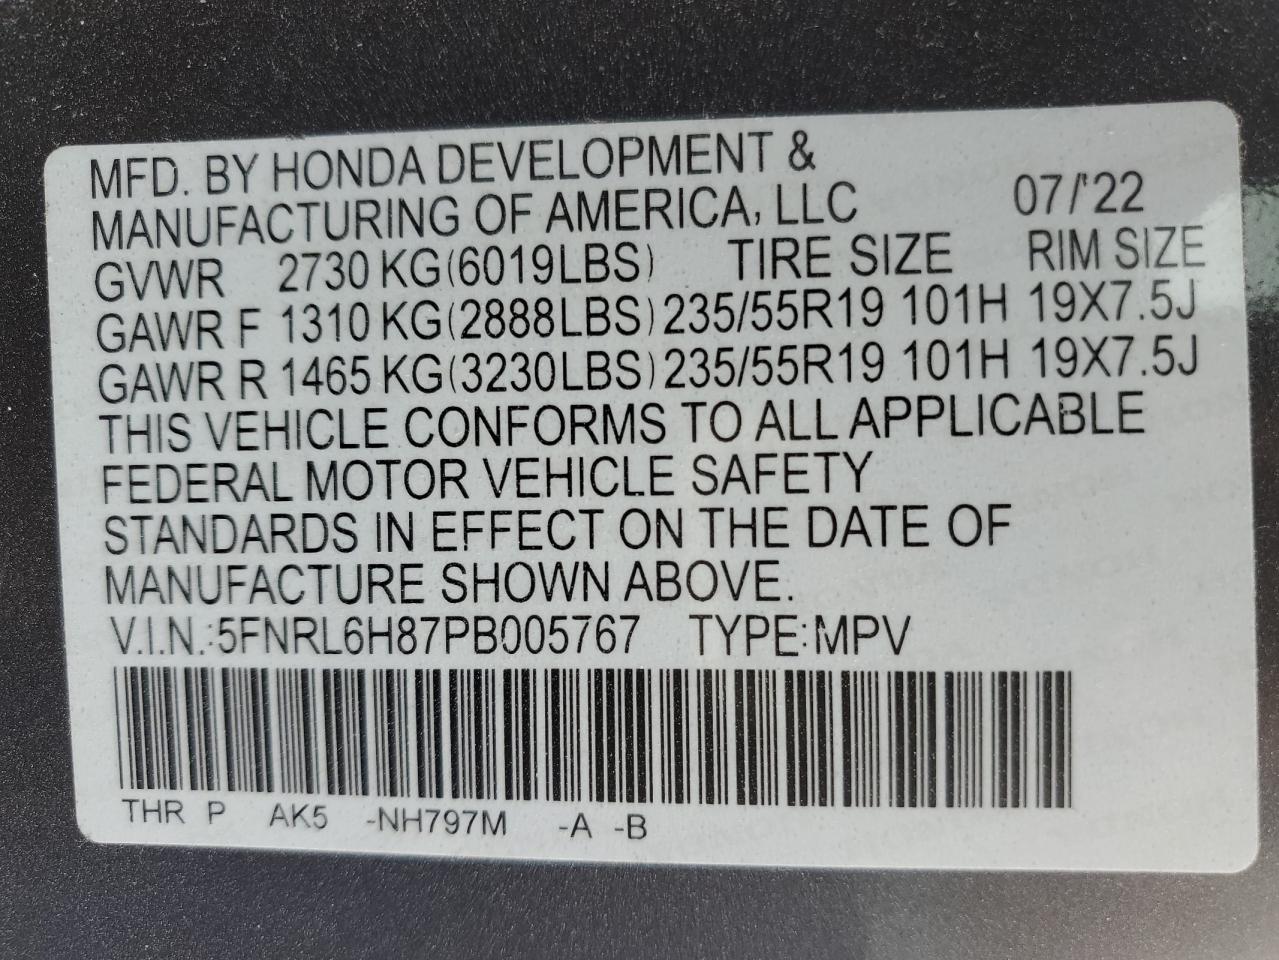 MFD. BY HONDA DEVELOPMENT &
MANUFACTURING OF AMERICA, LLC 07/'22
GVWR 2730 KG(6019LBS) TIRE SIZE RIM SIZE
GAWR F 1310 KG(2888LBS) 235/55R19 101H 19X7.5J
GAWR R 1465 KG(3230LBS) 235/55R19 101H 19X7.5J
THIS VEHICLE CONFORMS TO ALL APPLICABLE
FEDERAL MOTOR VEHICLE SAFETY
STANDARDS IN EFFECT ON THE DATE OF
MANUFACTURE SHOWN ABOVE.
V.I.N.:5FNRL6H87PB005767 TYPE:MPV
THR P AK5 -NH797M -A -B